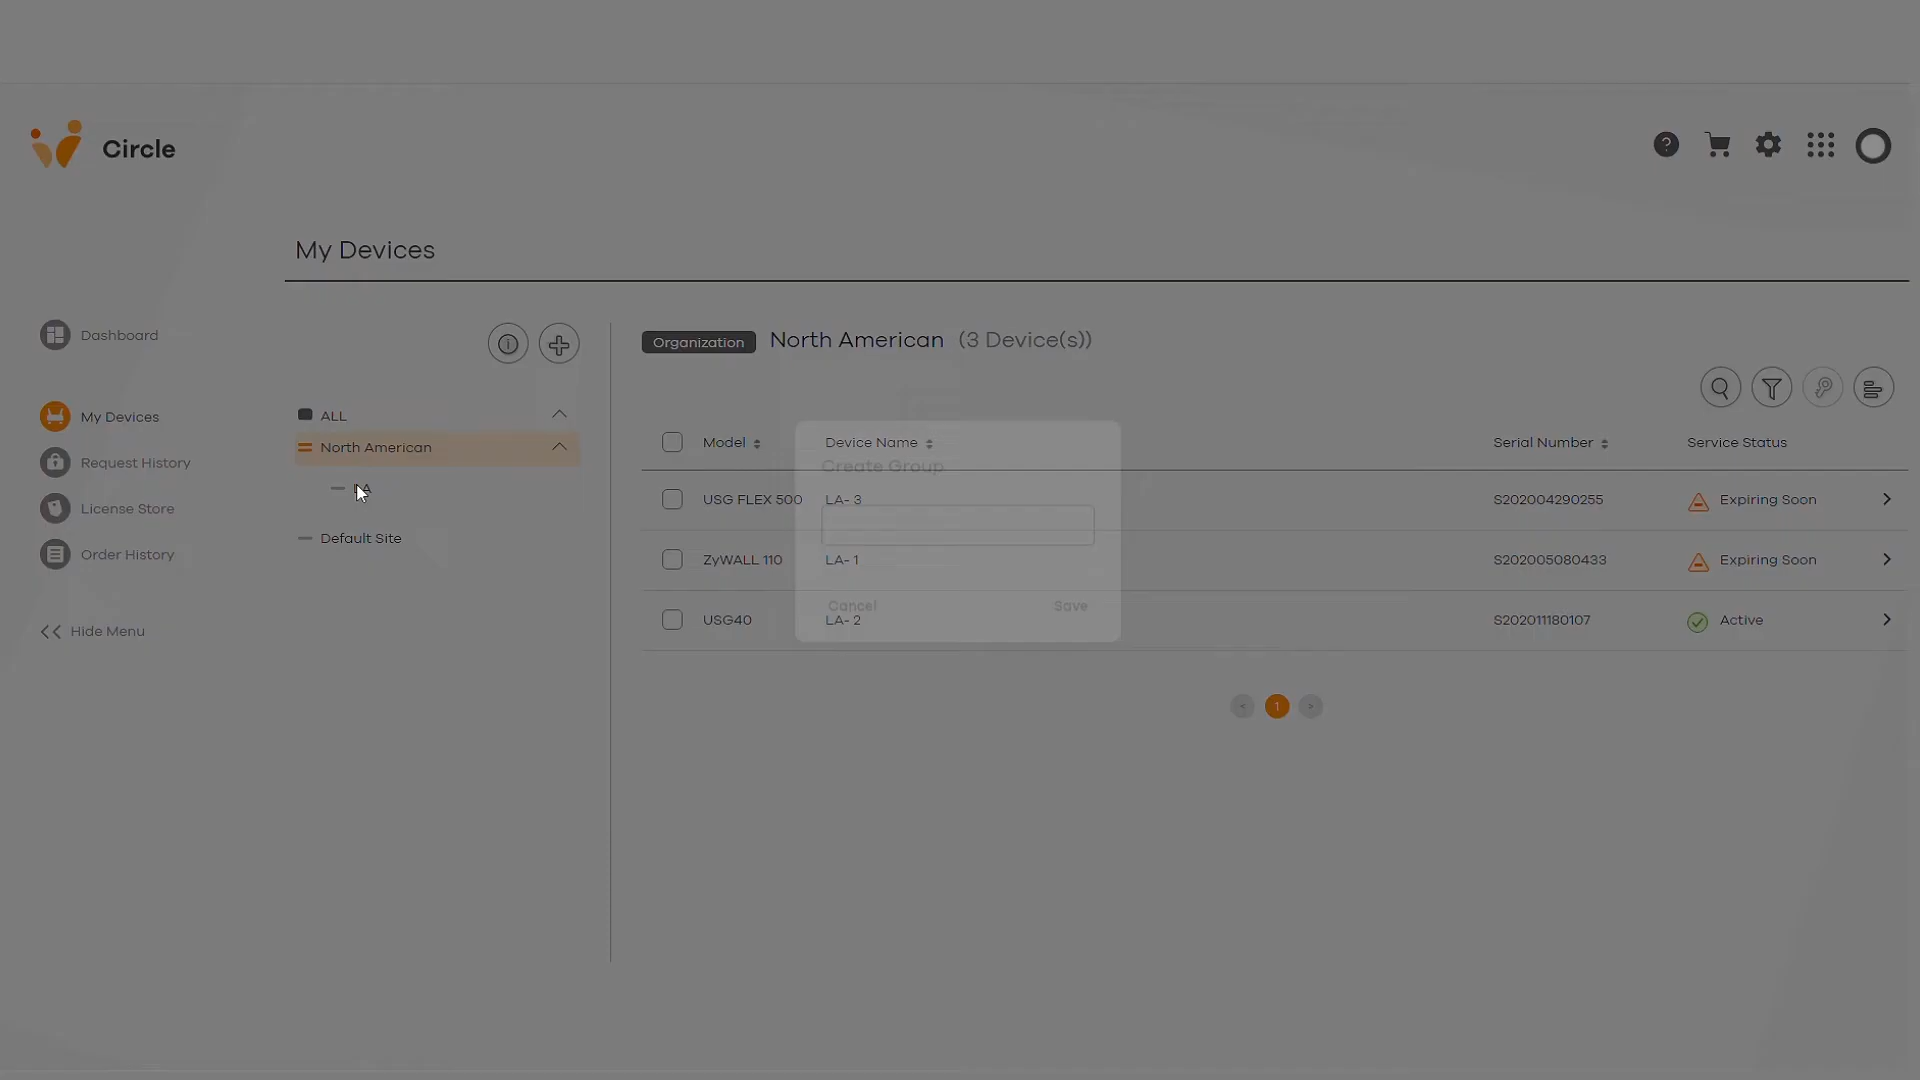 Circle
My Devices
Dashboard
My Devices
Request History
License Store
Order History
Hide Menu
ALL
North American
LA
Default Site
Organization North American (3 Device(s))
Model Device Name Serial Number Service Status
USG FLEX 500 LA- 3 S202004290255 Expiring Soon
ZyWALL 110 LA- 1 S202005080433 Expiring Soon
USG40 LA- 2 S202011180107 Active
< 1 >
Create Group
Cancel Save